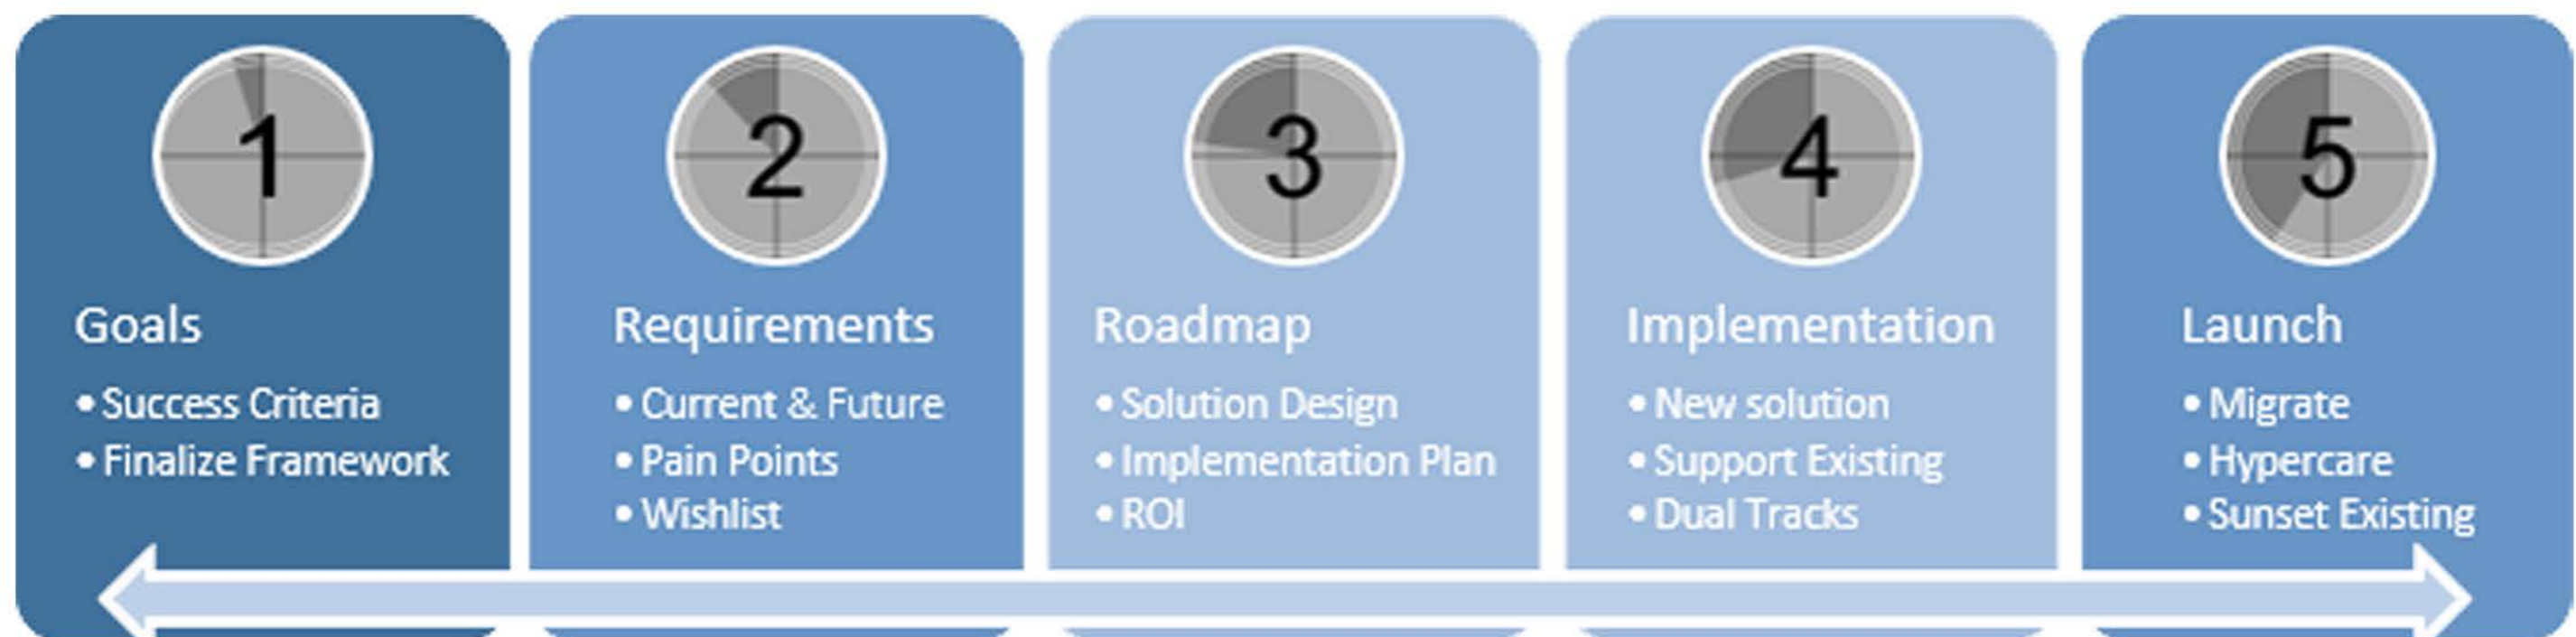 1
Goals
• Success Criteria
• Finalize Framework
2
Requirements
• Current & Future
• Pain Points
• Wishlist
3
Roadmap
• Solution Design
• Implementation Plan
• ROI
4
Implementation
• New solution
• Support Existing
• Dual Tracks
5
Launch
• Migrate
• Hypercare
• Sunset Existing